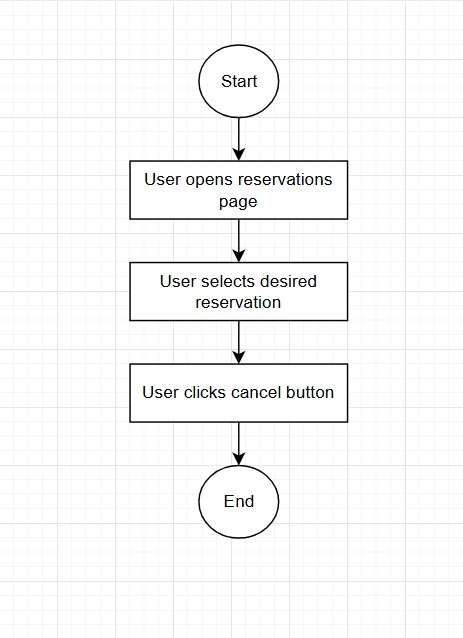 Start
User opens reservations
page
User selects desired
reservation
User clicks cancel button
End